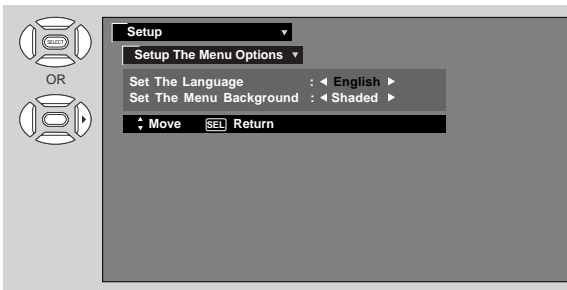 SELECT
OR
Setup ▼
Setup The Menu Options ▼
Set The Language : ◀ English ▶
Set The Menu Background : ◀ Shaded ▶
Move SEL Return